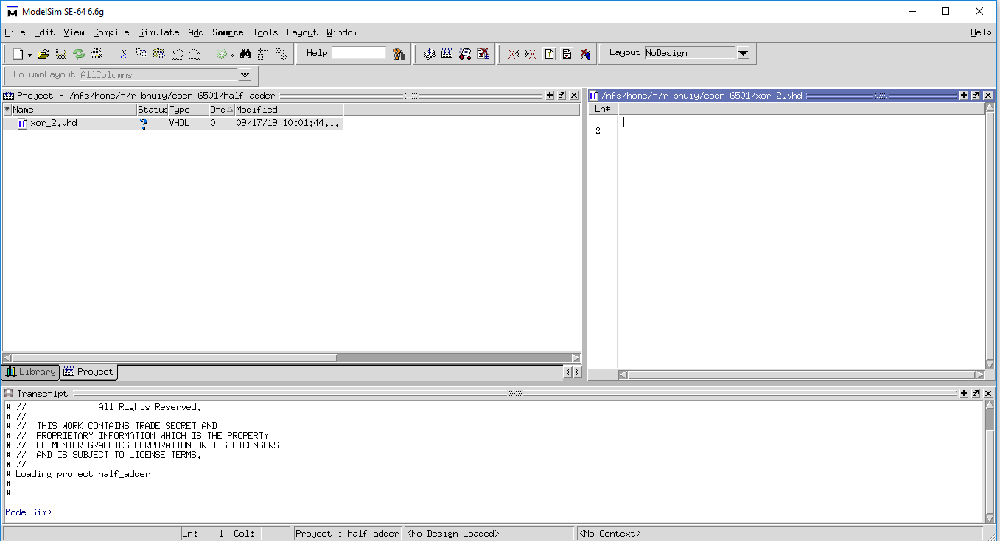 ModelSim SE-64 6.6g
File Edit View Compile Simulate Add Source Tools Layout Window Help
Help Layout NoDesign
ColumnLayout AllColumns
Project - /nfs/home/r/r_bhuiy/coen_6501/half_adder
Name Status Type Ord Modified
xor_2.vhd ? VHDL 0 09/17/19 10:01:44...
Library Project
/nfs/home/r/r_bhuiy/coen_6501/xor_2.vhd
Ln#
1
2
Transcript
# // All Rights Reserved.
# //
# // THIS WORK CONTAINS TRADE SECRET AND
# // PROPRIETARY INFORMATION WHICH IS THE PROPERTY
# // OF MENTOR GRAPHICS CORPORATION OR ITS LICENSORS
# // AND IS SUBJECT TO LICENSE TERMS.
# //
# Loading project half_adder
#
#
ModelSim>
Ln: 1 Col: Project : half_adder <No Design Loaded> <No Context>